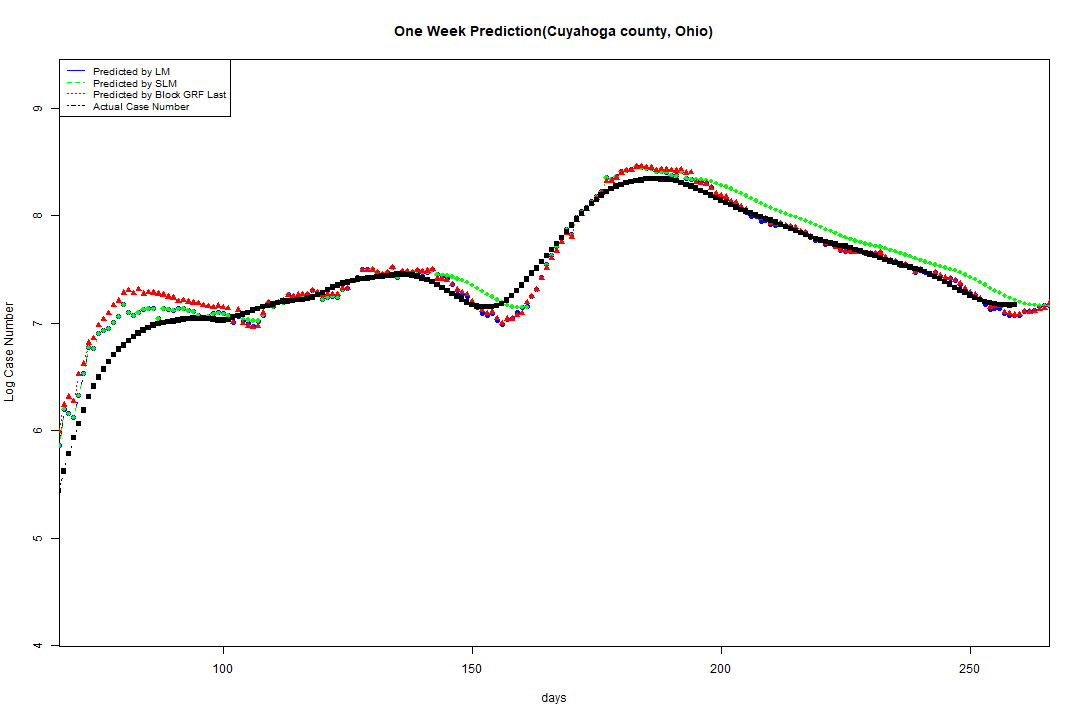 One Week Prediction(Cuyahoga county, Ohio)
Predicted by LM
Predicted by SLM
Predicted by Block GRF Last
Actual Case Number
9
8
7
6
5
4
Log Case Number
100 150 200 250
days